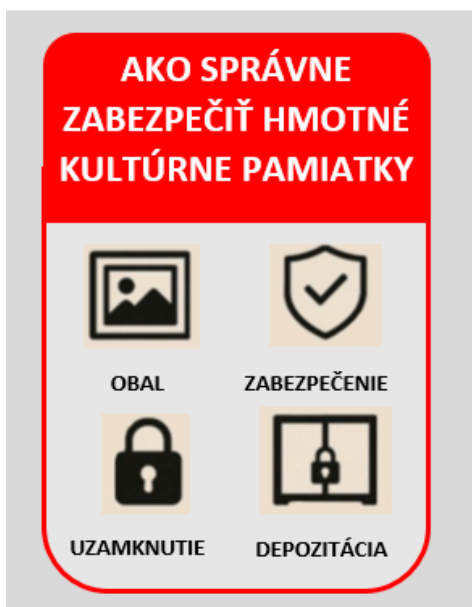 AKO SPRÁVNE
ZABEZPEČIŤ HMOTNÉ
KULTÚRNE PAMIATKY
OBAL
ZABEZPEČENIE
UZAMKNUTIE
DEPOZITÁCIA